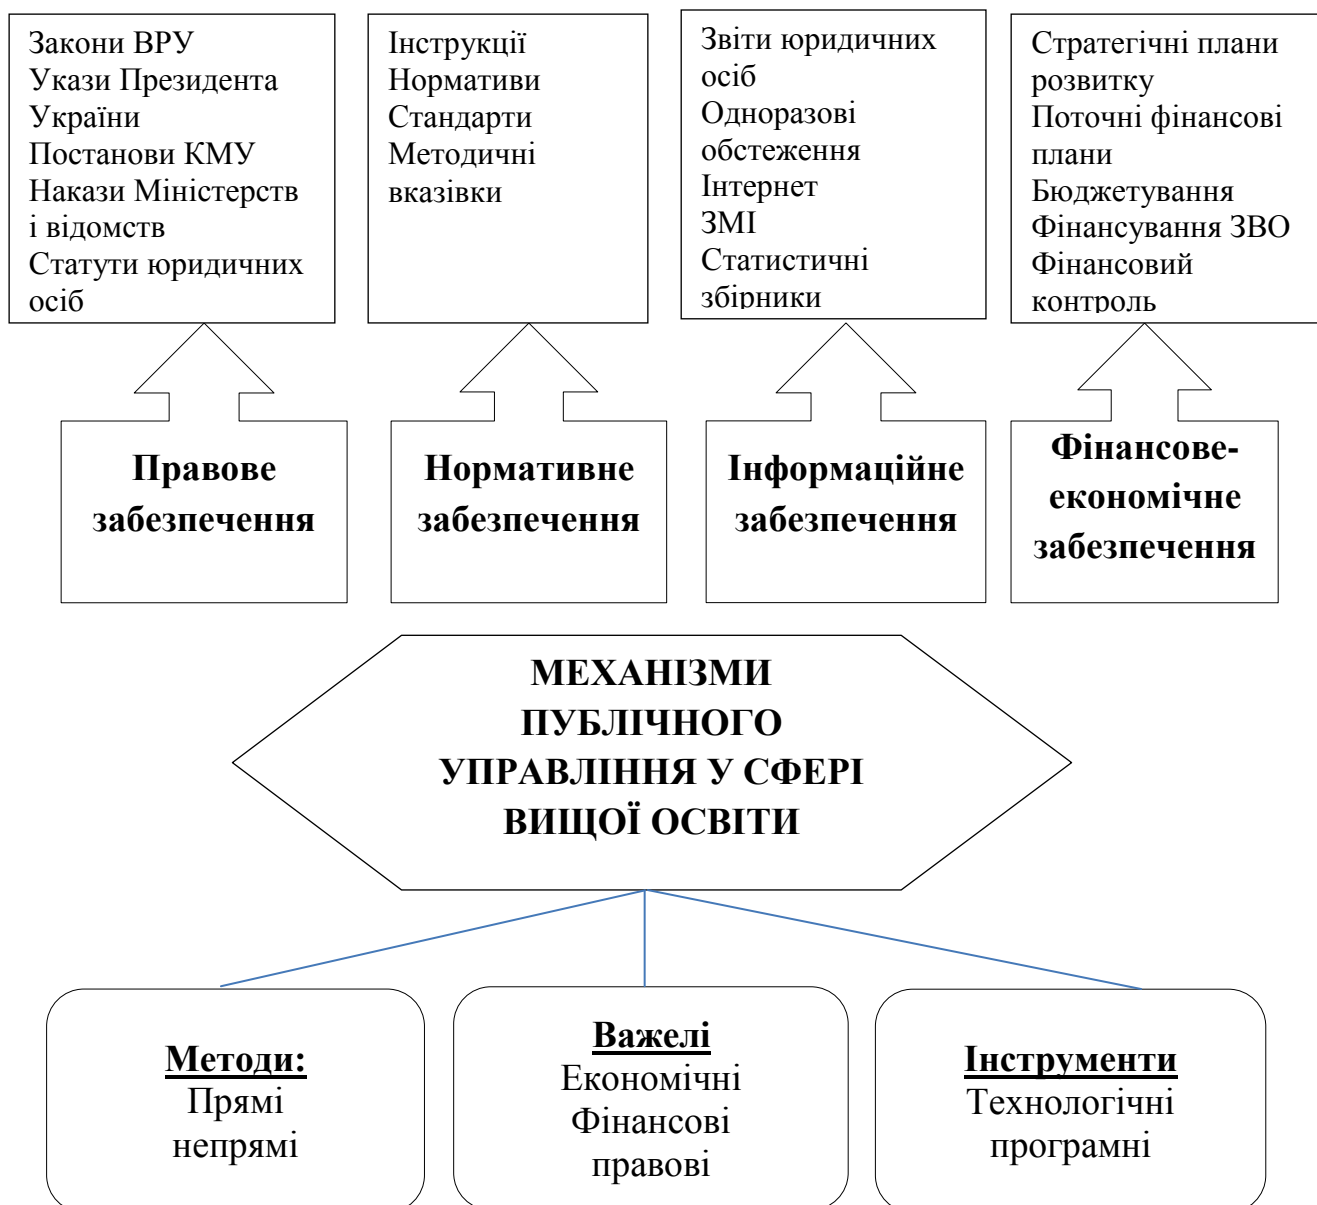 Закони ВРУ
Укази Президента
України
Постанови КМУ
Накази Міністерств
і відомств
Статути юридичних
осіб
Інструкції
Нормативи
Стандарти
Методичні
вказівки
Звіти юридичних
осіб
Одноразові
обстеження
Інтернет
ЗМІ
Статистичні
збірники
Стратегічні плани
розвитку
Поточні фінансові
плани
Бюджетування
Фінансування ЗВО
Фінансовий
контроль
Правове
забезпечення
Нормативне
забезпечення
Інформаційне
забезпечення
Фінансове-
економічне
забезпечення
МЕХАНІЗМИ
ПУБЛІЧНОГО
УПРАВЛІННЯ У СФЕРІ
ВИЩОЇ ОСВІТИ
Методи:
Прямі
непрямі
Важелі
Економічні
Фінансові
правові
Інструменти
Технологічні
програмні